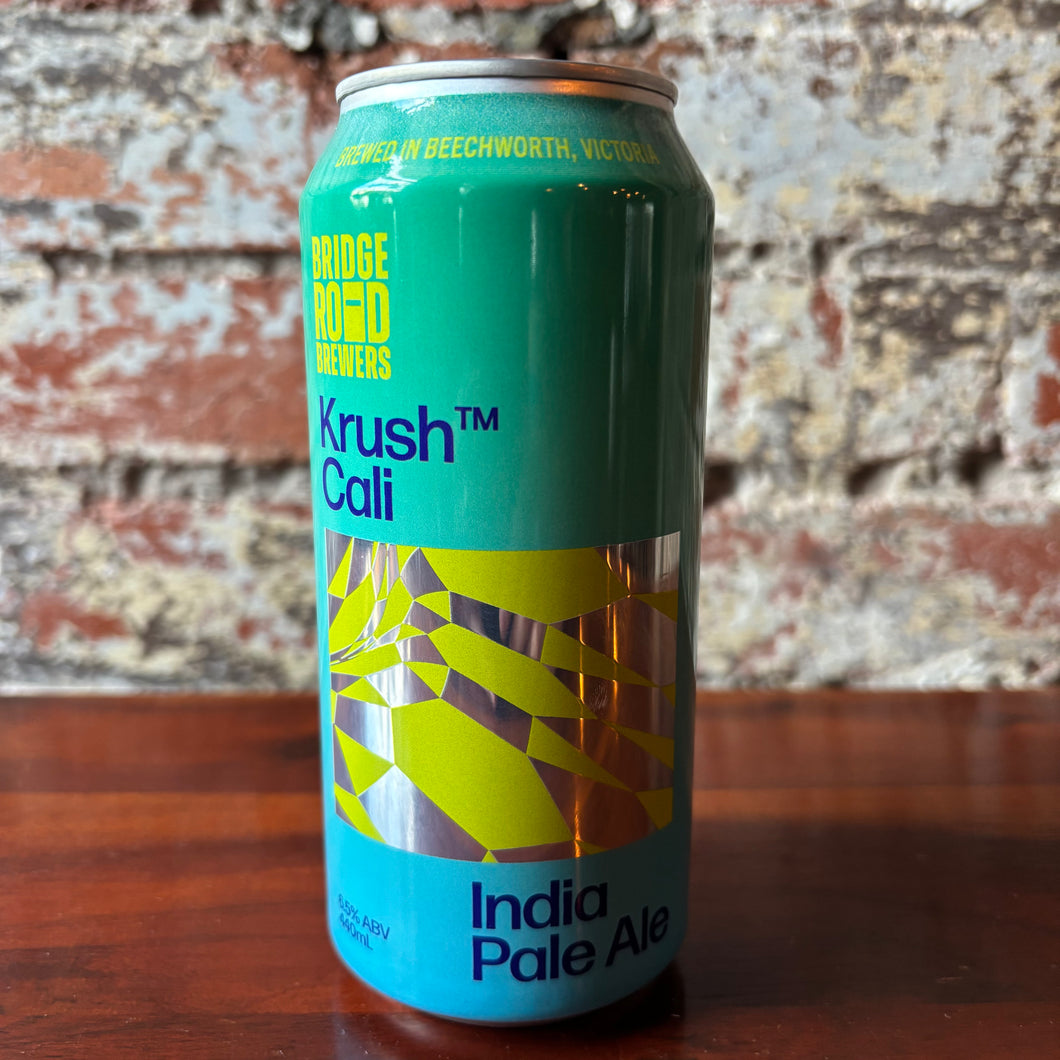 BREWED IN BEECHWORTH, VICTORIA
BRIDGE
ROAD
BREWERS
Krush™
Cali
6.5% ABV
440mL
India
Pale Ale